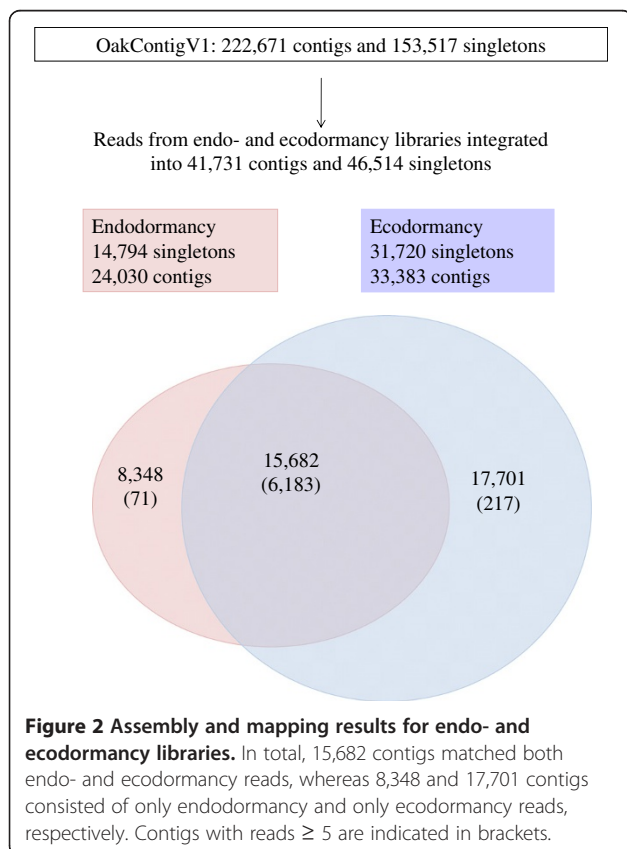 OakContigV1: 222,671 contigs and 153,517 singletons
Reads from endo- and ecodormancy libraries integrated
into 41,731 contigs and 46,514 singletons
Endodormancy
14,794 singletons
24,030 contigs
Ecodormancy
31,720 singletons
33,383 contigs
8,348
(71)
15,682
(6,183)
17,701
(217)
Figure 2 Assembly and mapping results for endo- and
ecodormancy libraries. In total, 15,682 contigs matched both
endo- and ecodormancy reads, whereas 8,348 and 17,701 contigs
consisted of only endodormancy and only ecodormancy reads,
respectively. Contigs with reads ≥ 5 are indicated in brackets.